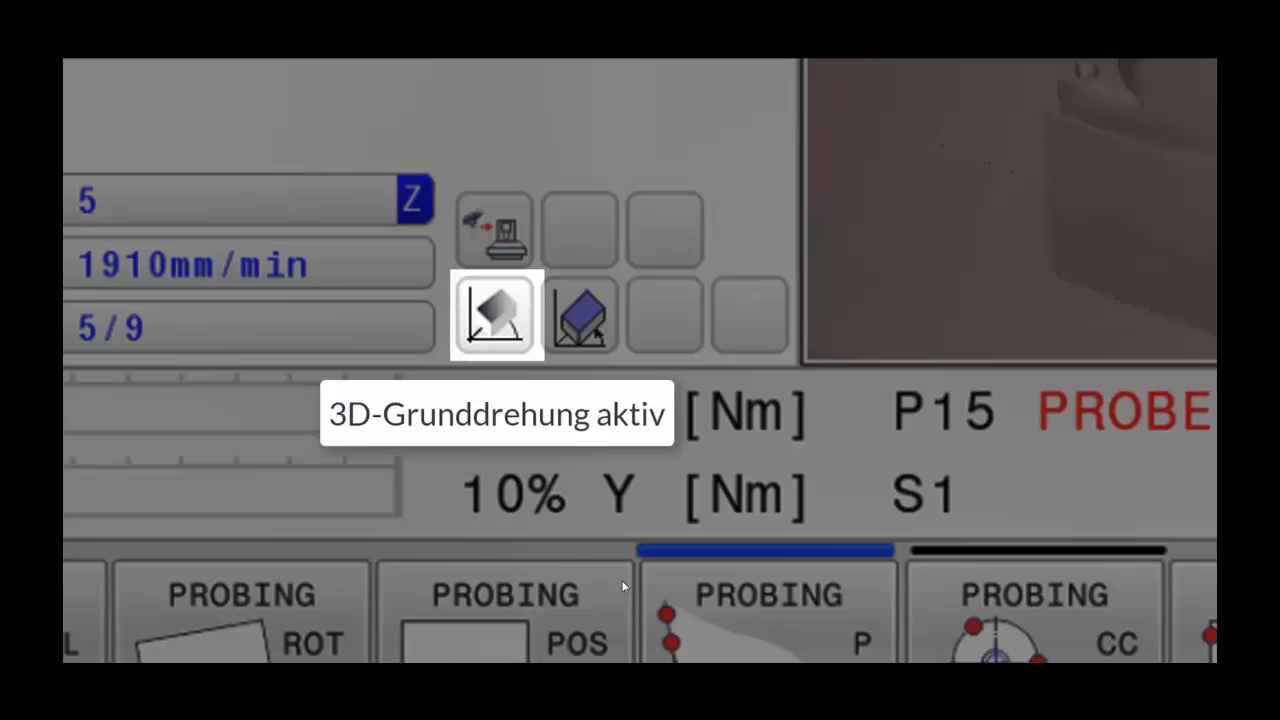 5 Z
1910mm/min
5/9
3D-Grunddrehung aktiv
[Nm] P15 PROBE
10% Y [Nm] S1
PROBING PROBING PROBING PROBING
L ROT POS P CC